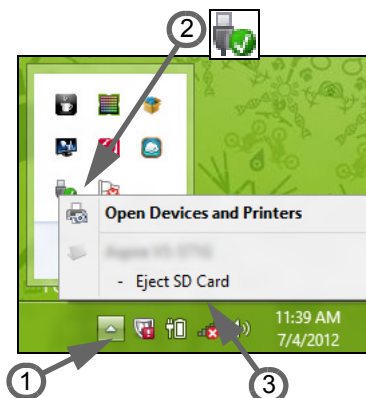 2
Open Devices and Printers
- Eject SD Card
11:39 AM
7/4/2012
1
3